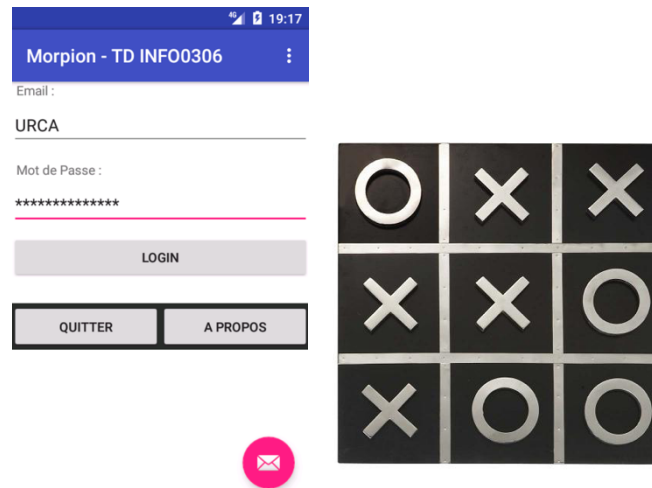 4G 19:17
Morpion - TD INFO0306
Email :
URCA
Mot de Passe :
**************
LOGIN
QUITTER A PROPOS